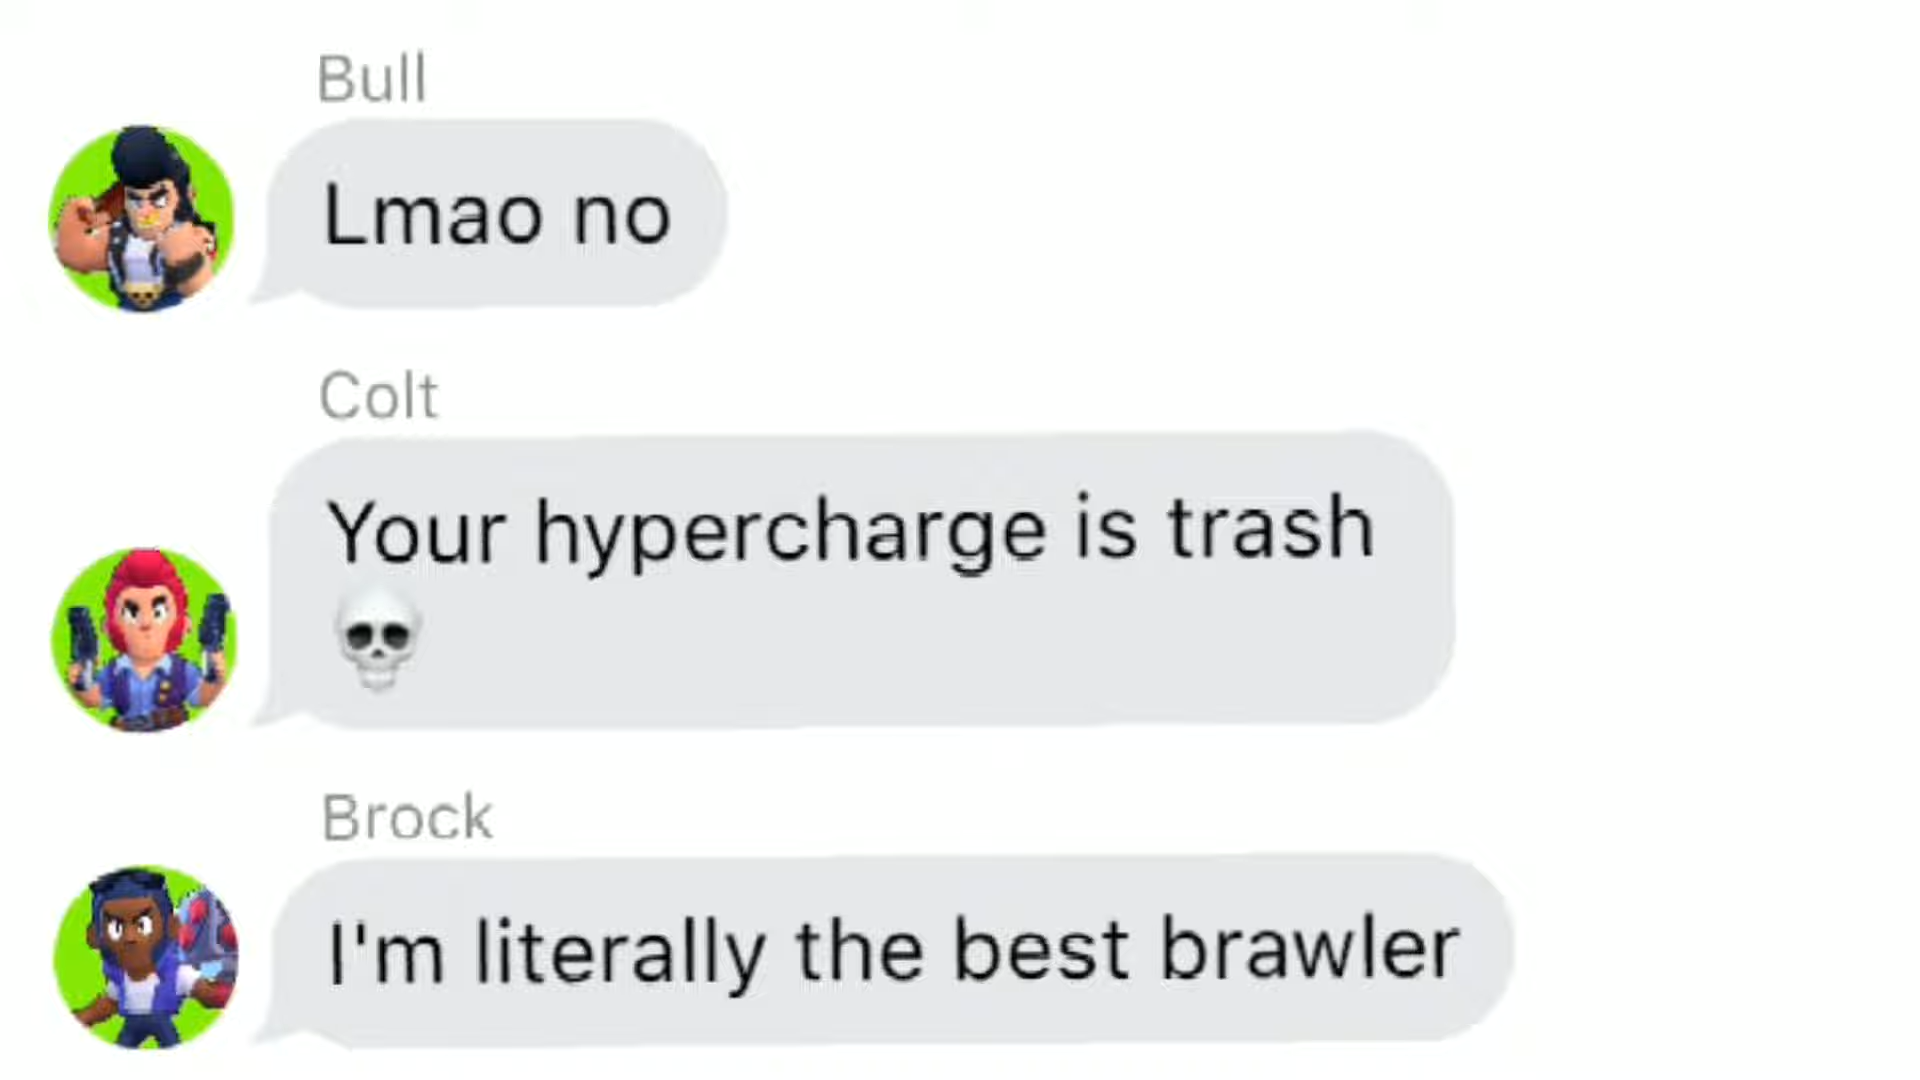 Bull
Lmao no
Colt
Your hypercharge is trash
💀
Brock
I'm literally the best brawler